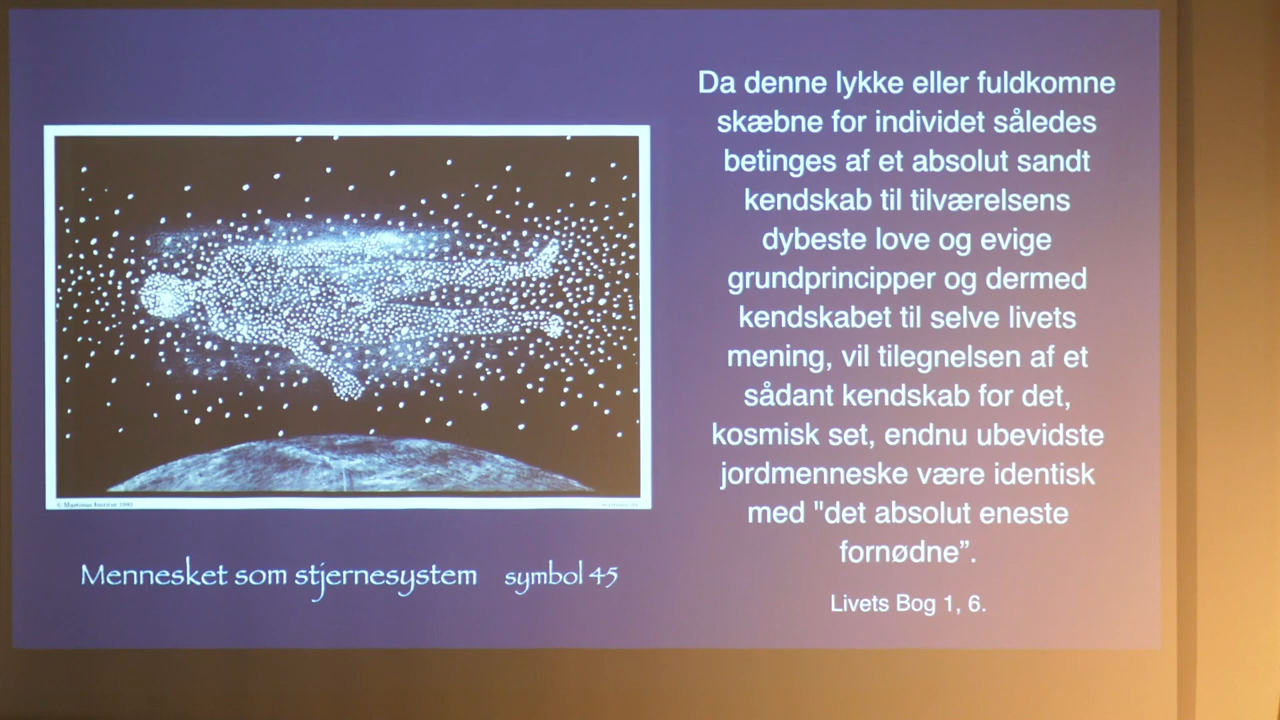 © Martinus Institut 1981
Mennesket som stjernesystem symbol 45
Da denne lykke eller fuldkomne
skæbne for individet således
betinges af et absolut sandt
kendskab til tilværelsens
dybeste love og evige
grundprincipper og dermed
kendskabet til selve livets
mening, vil tilegnelsen af et
sådant kendskab for det,
kosmisk set, endnu ubevidste
jordmenneske være identisk
med "det absolut eneste
fornødne”.
Livets Bog 1, 6.